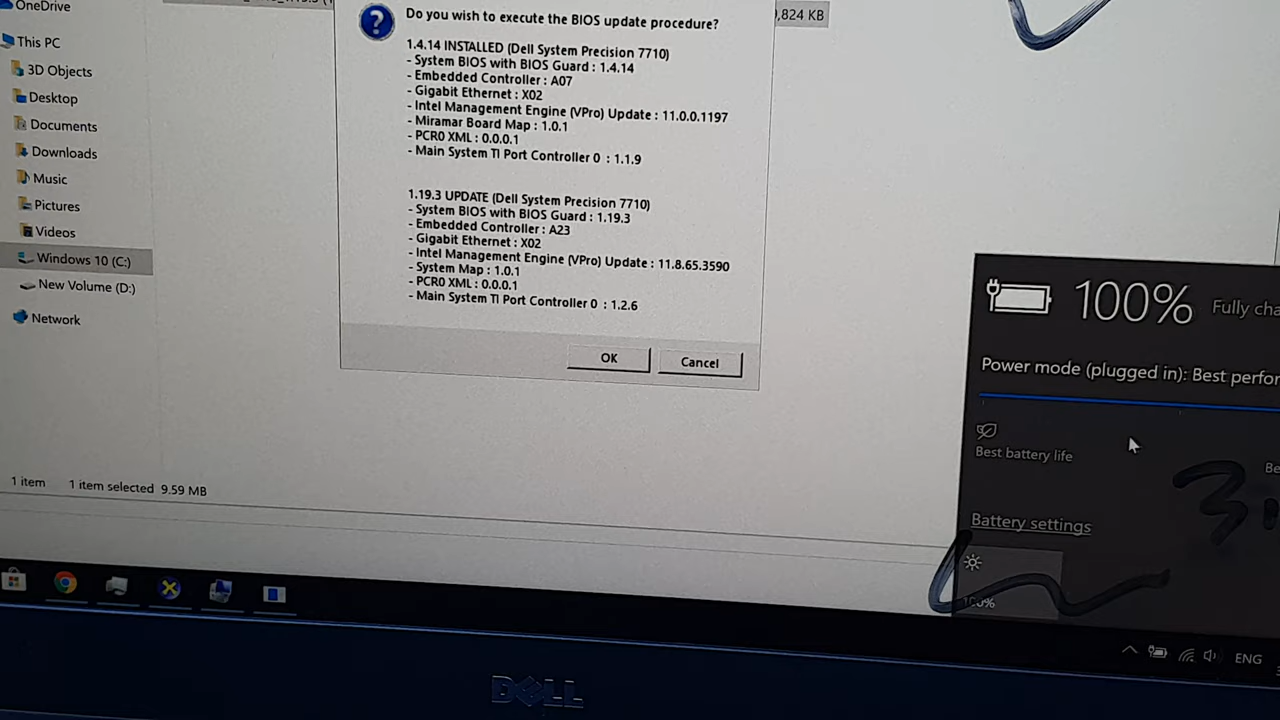 OneDrive
This PC
3D Objects
Desktop
Documents
Downloads
Music
Pictures
Videos
Windows 10 (C:)
New Volume (D:)
Network
,824 KB
Do you wish to execute the BIOS update procedure?
1.4.14 INSTALLED (Dell System Precision 7710)
- System BIOS with BIOS Guard : 1.4.14
- Embedded Controller : A07
- Gigabit Ethernet : X02
- Intel Management Engine (VPro) Update : 11.0.0.1197
- Miramar Board Map : 1.0.1
- PCR0 XML : 0.0.0.1
- Main System TI Port Controller 0 : 1.1.9
1.19.3 UPDATE (Dell System Precision 7710)
- System BIOS with BIOS Guard : 1.19.3
- Embedded Controller : A23
- Gigabit Ethernet : X02
- Intel Management Engine (VPro) Update : 11.8.65.3590
- System Map : 1.0.1
- PCR0 XML : 0.0.0.1
- Main System TI Port Controller 0 : 1.2.6
OK Cancel
100% Fully cha
Power mode (plugged in): Best perfor
Best battery life Be
Battery settings
100%
1 item 1 item selected 9.59 MB
ENG
DELL